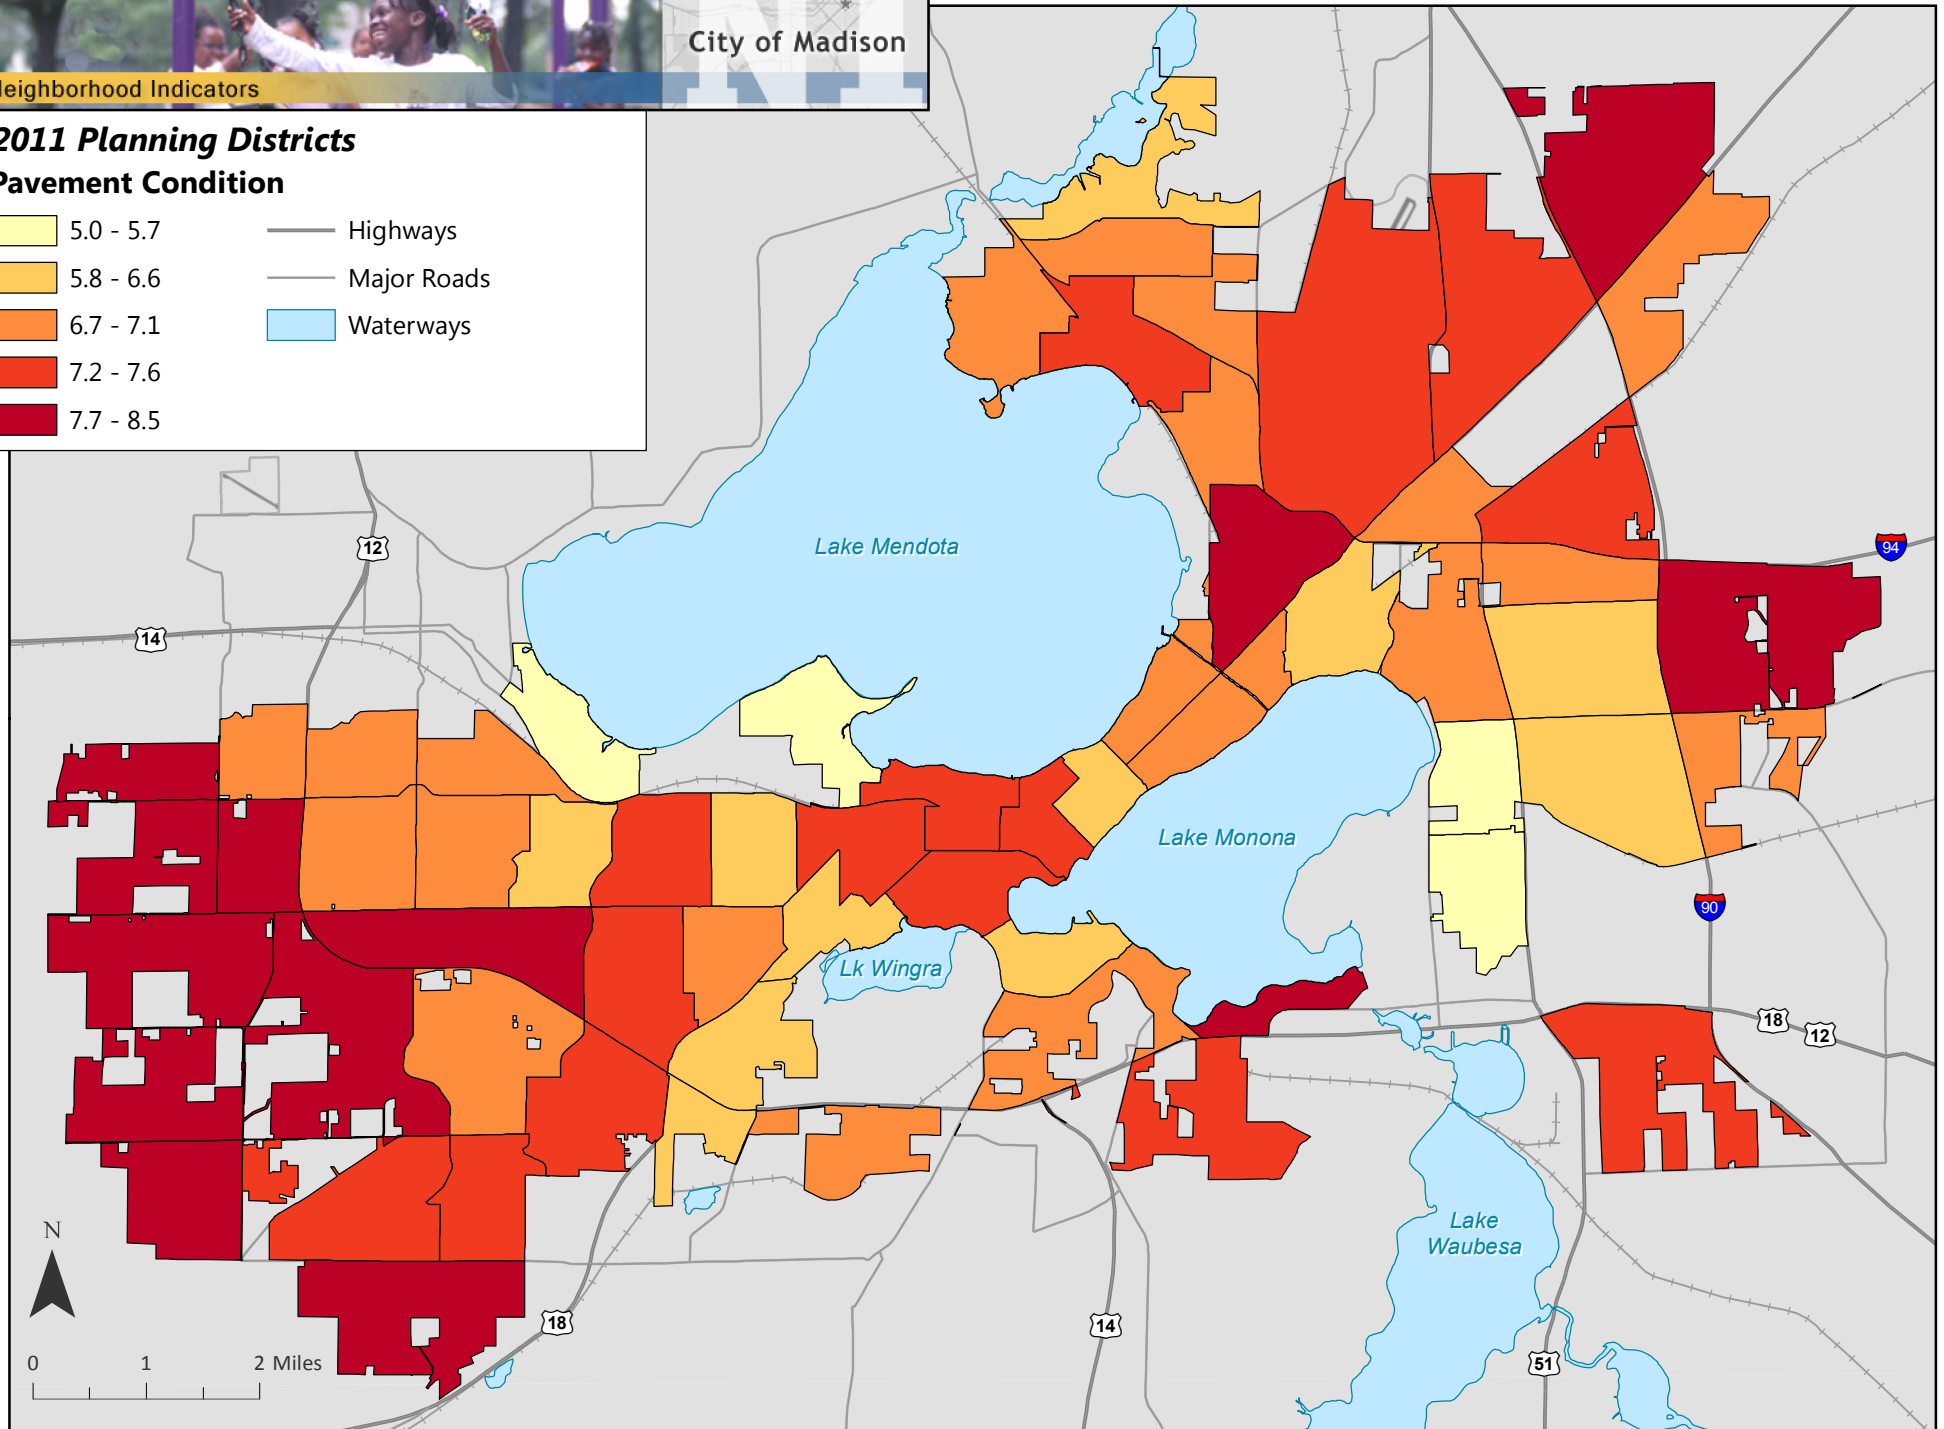 City of Madison
Neighborhood Indicators
2011 Planning Districts
Pavement Condition
5.0 - 5.7
5.8 - 6.6
6.7 - 7.1
7.2 - 7.6
7.7 - 8.5
Highways
Major Roads
Waterways
12
14
Lake Mendota
94
Lake Monona
90
Lk Wingra
18
12
Lake
Waubesa
N
18
14
51
0 1 2 Miles